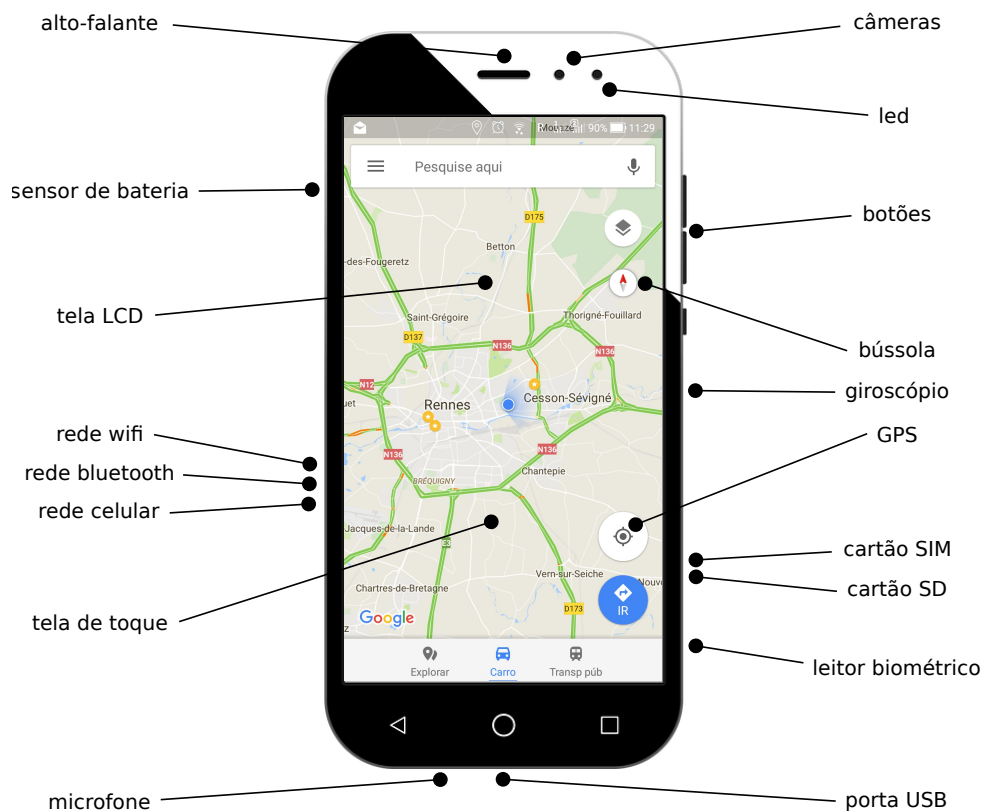 alto-falante
câmeras
led
90% 11:29
Pesquise aqui
sensor de bateria
botões
D175
Betton
-des-Fougeretz
tela LCD
Saint-Grégoire
Thorigné-Fouillard
D137
N136
N136
bússola
N12
giroscópio
uet
Rennes
Cesson-Sévigné
rede wifi
GPS
N136
N136
rede bluetooth
BRÉQUIGNY
Chantepie
rede celular
Jacques-de-la-Lande
cartão SIM
Vern-sur-Seiche
Nouvo
Chartres-de-Bretagne
cartão SD
Google
D173
IR
tela de toque
z
leitor biométrico
Explorar
Carro
Transp púb
microfone
porta USB